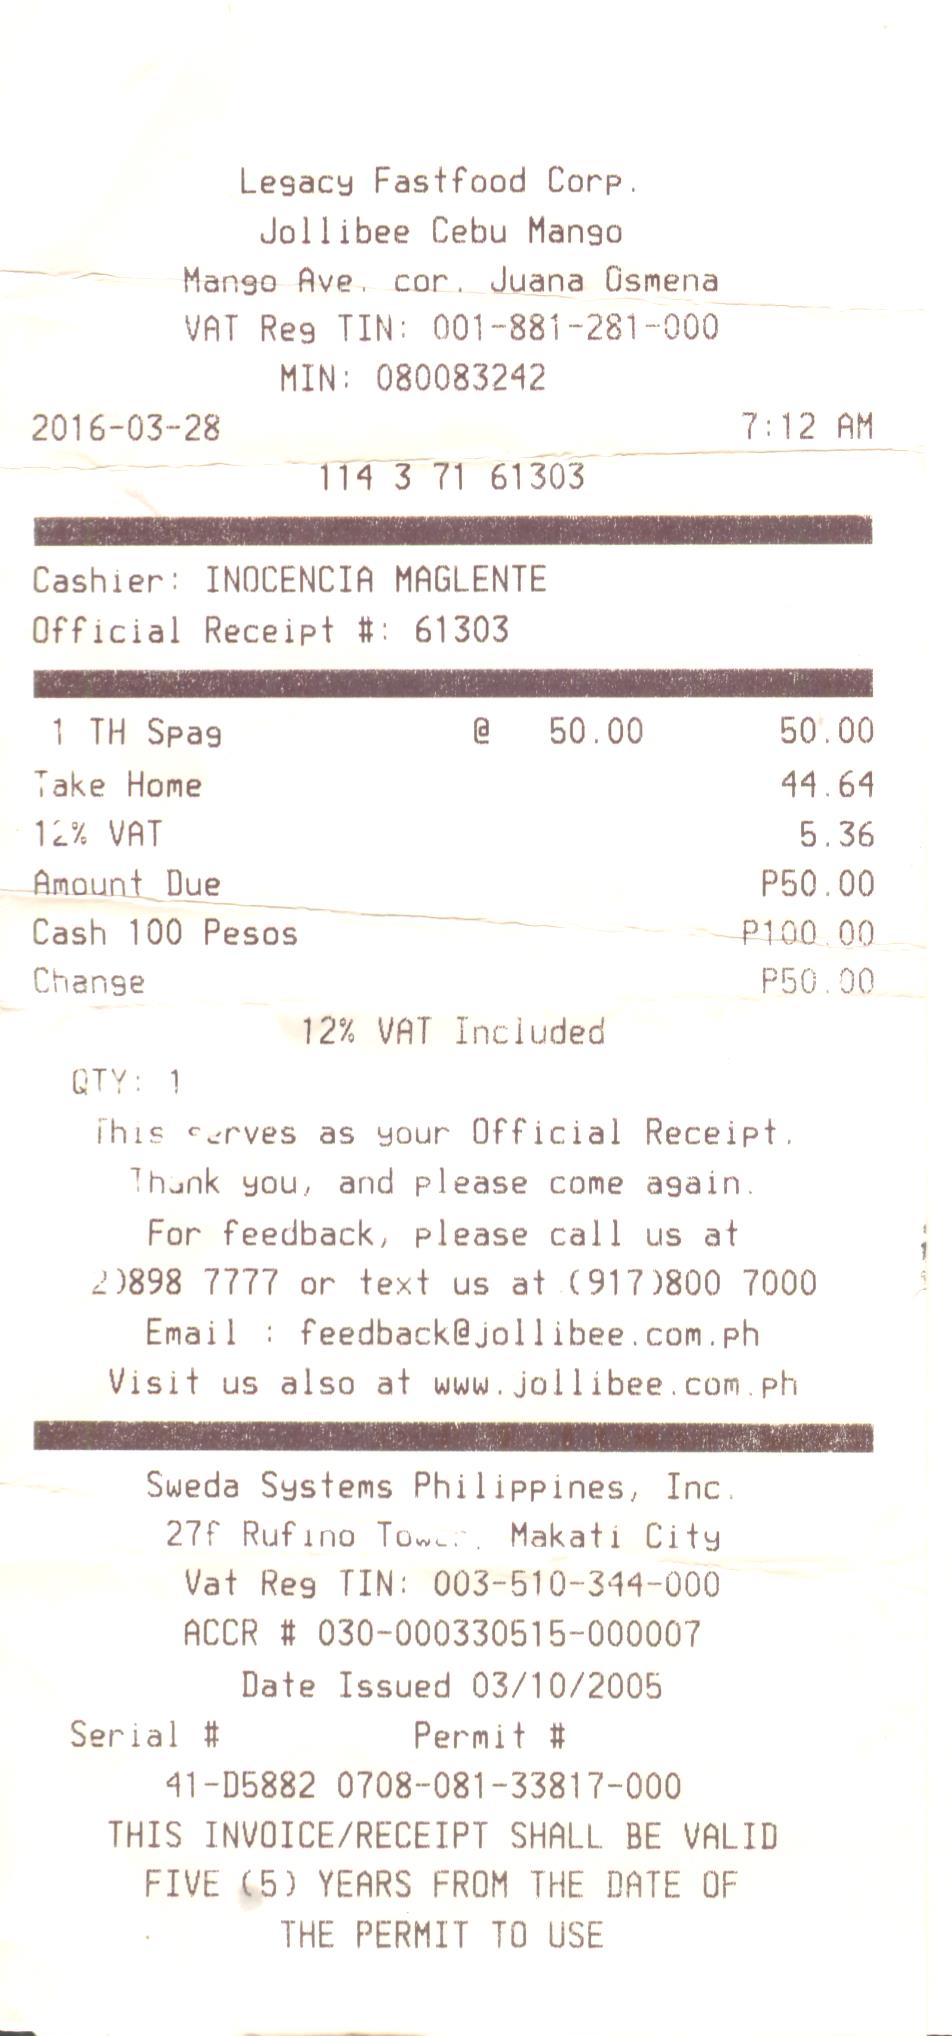 Legacy Fastfood Corp.
Jollibee Cebu Mango
Mango Ave. cor. Juana Osmena
VAT Reg TIN: 001-881-281-000
MIN: 080083242
2016-03-28 7:12 AM
114 3 71 61303
Cashier: INOCENCIA MAGLENTE
Official Receipt #: 61303
1 TH Spag @ 50.00 50.00
Take Home 44.64
12% VAT 5.36
Amount Due P50.00
Cash 100 Pesos P100.00
Change P50.00
12% VAT Included
QTY: 1
This serves as your Official Receipt.
Thank you, and please come again.
For feedback, please call us at
2)898 7777 or text us at (917)800 7000
Email : feedback@jollibee.com.ph
Visit us also at www.jollibee.com.ph
Sweda Systems Philippines, Inc.
27f Rufino Tower, Makati City
Vat Reg TIN: 003-510-344-000
ACCR # 030-000330515-000007
Date Issued 03/10/2005
Serial # Permit #
41-D5882 0708-081-33817-000
THIS INVOICE/RECEIPT SHALL BE VALID
FIVE (5) YEARS FROM THE DATE OF
THE PERMIT TO USE